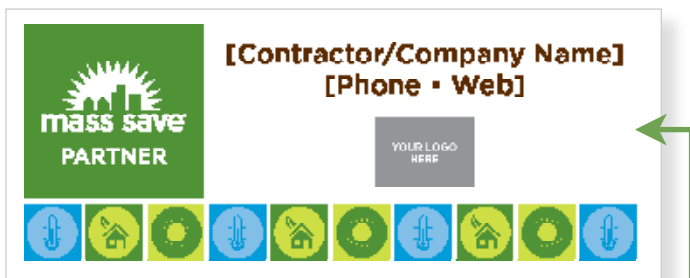 mass save
PARTNER
[Contractor/Company Name]
[Phone ▪ Web]
YOUR LOGO
HERE